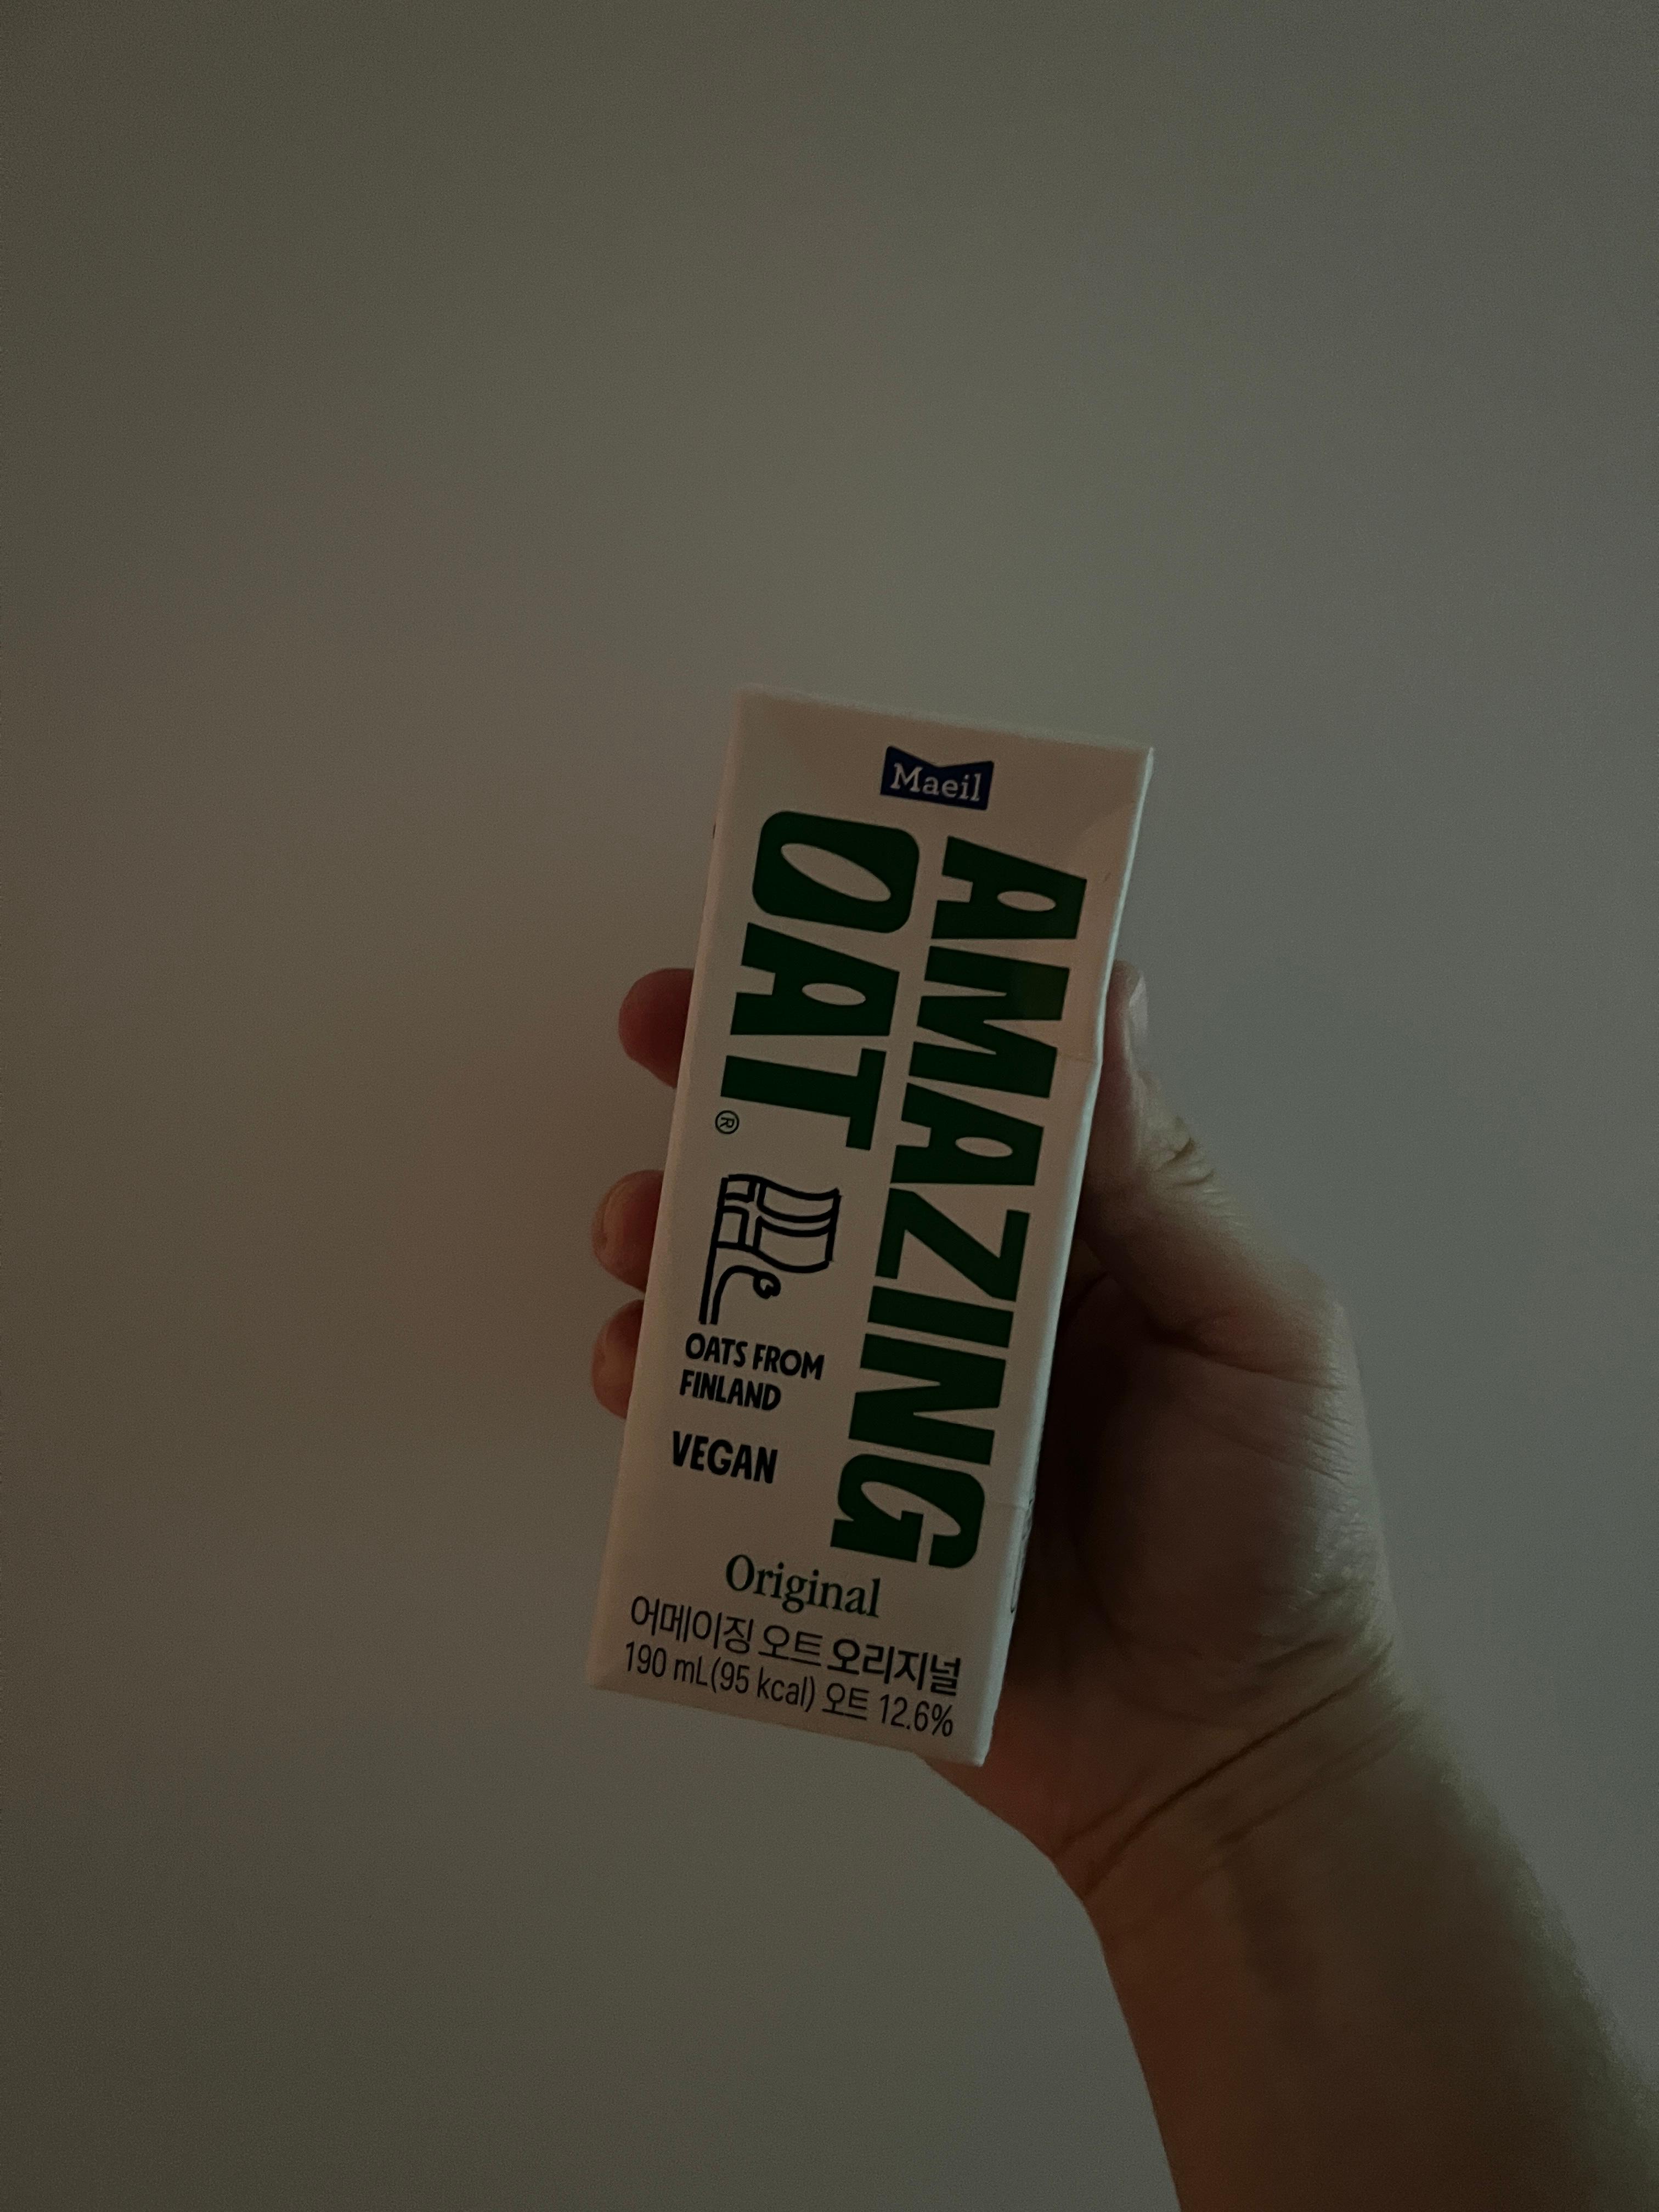 Maeil
AMAZING
OAT®
OATS FROM
FINLAND
VEGAN
Original
어메이징 오트 오리지널
190 mL(95 kcal) 오트 12.6%